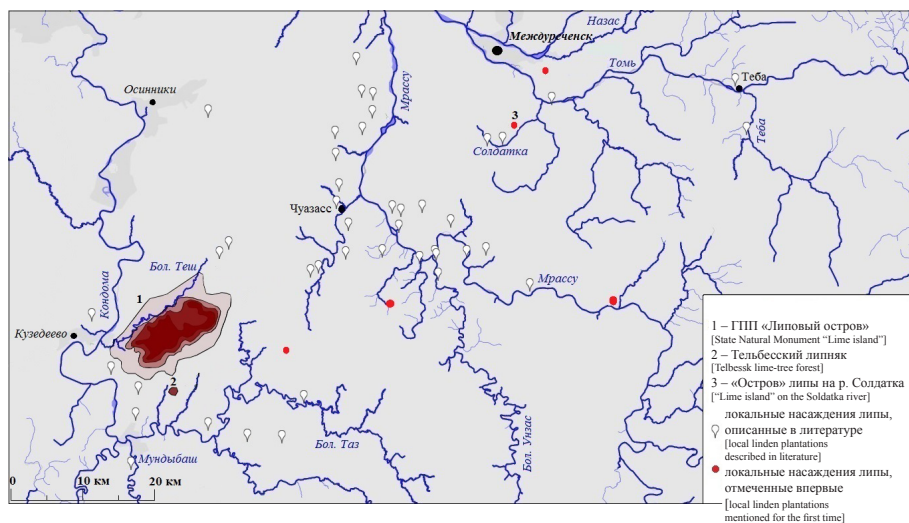 Назас
Междуреченск
Томь
Теба
Осинники
Мрассу
3
Солдатка
Теба
Чуазасс
Бол. Теш
Кондома
1
Мрассу
Кузедеево
2
Бол. Таз
Бол. Унзас
Мундыбаш
0 10 км 20 км
1 – ГПП «Липовый остров»
[State Natural Monument “Lime island”]
2 – Тельбесский липняк
[Telbessk lime-tree forest]
3 – «Остров» липы на р. Солдатка
[“Lime island” on the Soldatka river]
локальные насаждения липы,
описанные в литературе
[local linden plantations
described in literature]
локальные насаждения липы,
отмеченные впервые
[local linden plantations
mentioned for the first time]